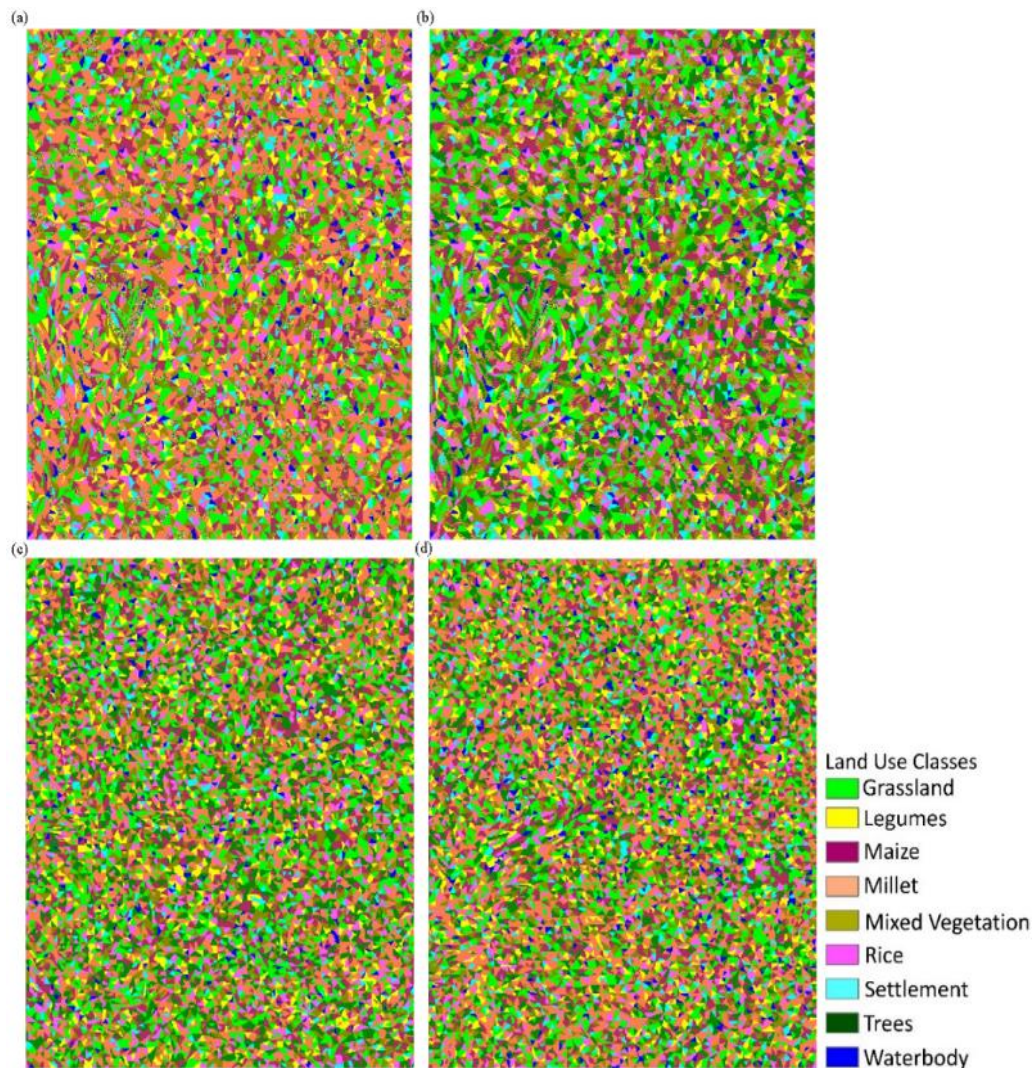 (a)
(b)
(c)
(d)
Land Use Classes
Grassland
Legumes
Maize
Millet
Mixed Vegetation
Rice
Settlement
Trees
Waterbody